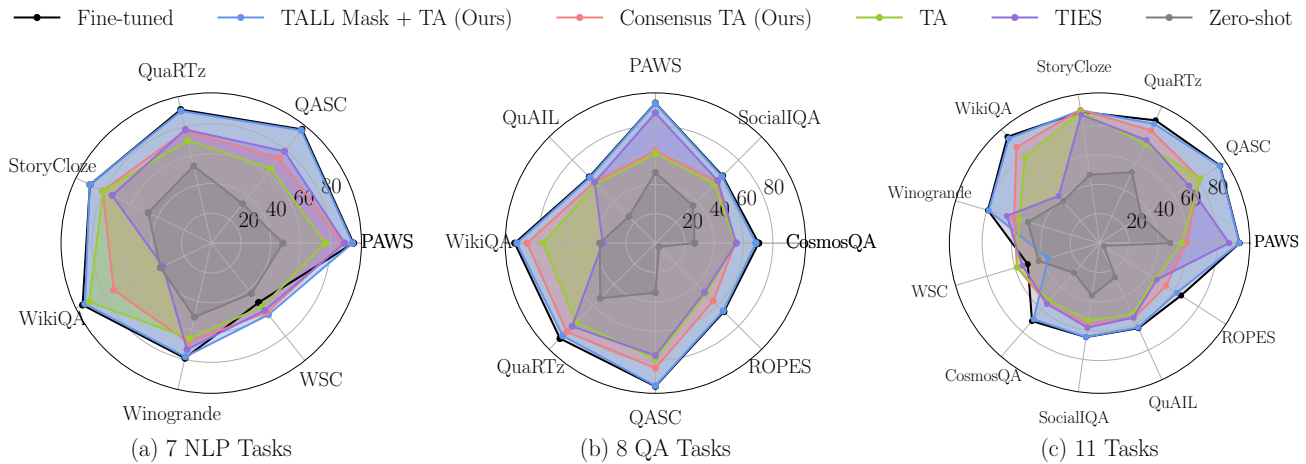 Fine-tuned TALL Mask + TA (Ours) Consensus TA (Ours) TA TIES Zero-shot
PAWS
QASC
QuaRTz
StoryCloze
WikiQA
Winogrande
WSC
20
40
60
80
(a) 7 NLP Tasks
CosmosQA
SocialIQA
PAWS
QuAIL
WikiQA
QuaRTz
QASC
ROPES
20
40
60
80
(b) 8 QA Tasks
PAWS
QASC
QuaRTz
StoryCloze
WikiQA
Winogrande
WSC
CosmosQA
SocialIQA
QuAIL
ROPES
20
40
60
80
(c) 11 Tasks